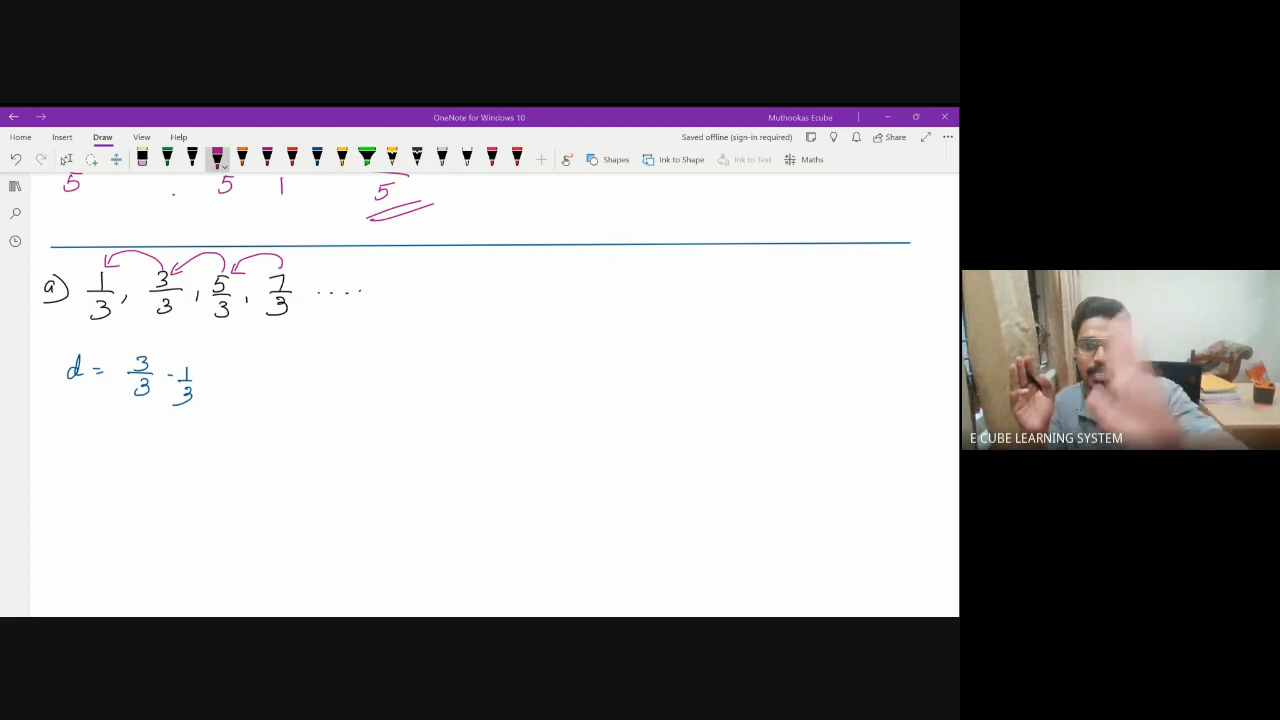 OneNote for Windows 10
Muthookas Ecube
Home Insert Draw View Help
Saved offline (sign-in required) Share
Shapes Ink to Shape Ink to Text Maths
5 . 5 1 5
a) 1/3, 3/3, 5/3, 7/3 ....
d = 3/3 - 1/3
E CUBE LEARNING SYSTEM